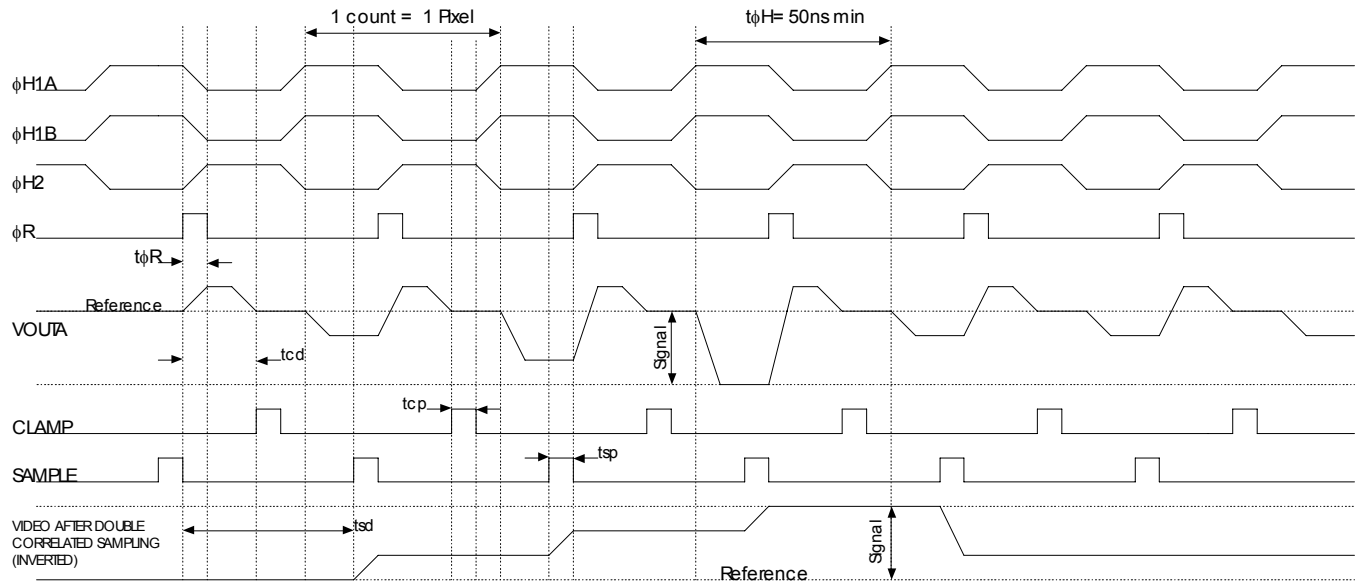 1 count = 1 Pixel
tϕH= 50ns min
ϕH1A
ϕH1B
ϕH2
ϕR
tϕR
Reference
VOUTA
Signal
tcd
tcp
CLAMP
tsp
SAMPLE
VIDEO AFTER DOUBLE
CORRELATED SAMPLING
(INVERTED)
tsd
Signal
Reference